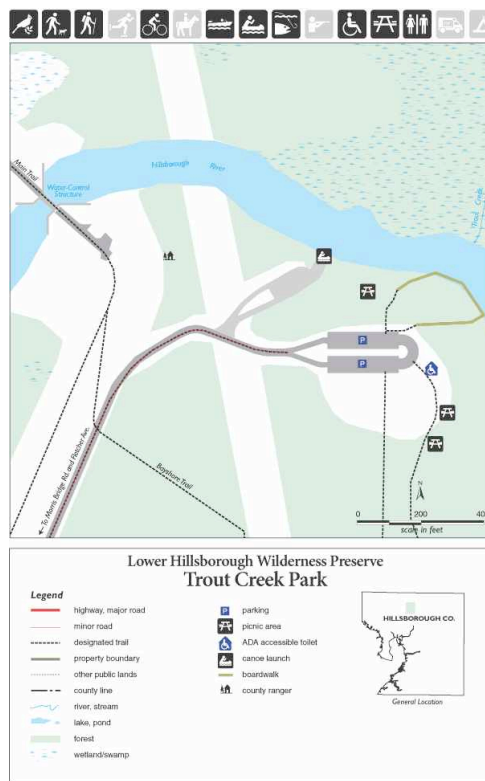 Main Trail
Water-Control
Structure
Hillsborough River
Trout Creek
P
P
To Morris Bridge Rd. and Fletcher Ave.
Bayshore Trail
N
0 200 40
scale in feet
Lower Hillsborough Wilderness Preserve
Trout Creek Park
Legend
highway, major road
minor road
designated trail
property boundary
other public lands
county line
river, stream
lake, pond
forest
wetland/swamp
P parking
picnic area
ADA accessible toilet
canoe launch
boardwalk
county ranger
HILLSBOROUGH CO.
General Location